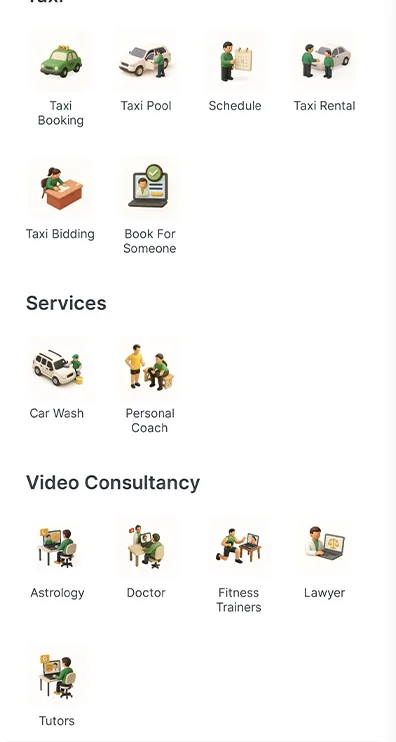 Taxi
Taxi
Booking
Taxi Pool
Schedule
Taxi Rental
Taxi Bidding
Book For
Someone
Services
Car Wash
Personal
Coach
Video Consultancy
Astrology
Doctor
Fitness
Trainers
Lawyer
Tutors